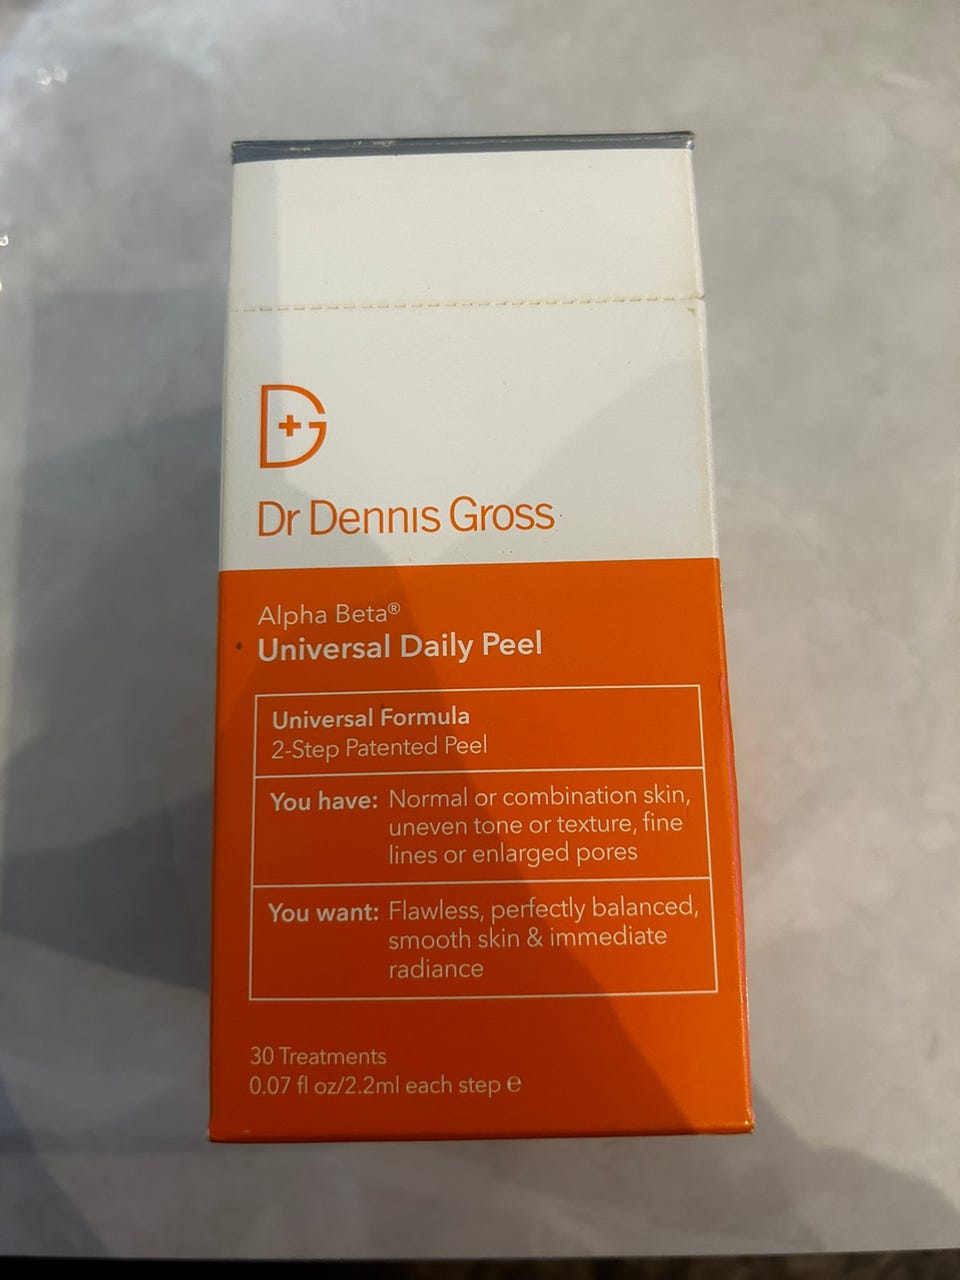 D+G
Dr Dennis Gross
Alpha Beta®
Universal Daily Peel
Universal Formula
2-Step Patented Peel
You have: Normal or combination skin,
uneven tone or texture, fine
lines or enlarged pores
You want: Flawless, perfectly balanced,
smooth skin & immediate
radiance
30 Treatments
0.07 fl oz/2.2ml each step ℮